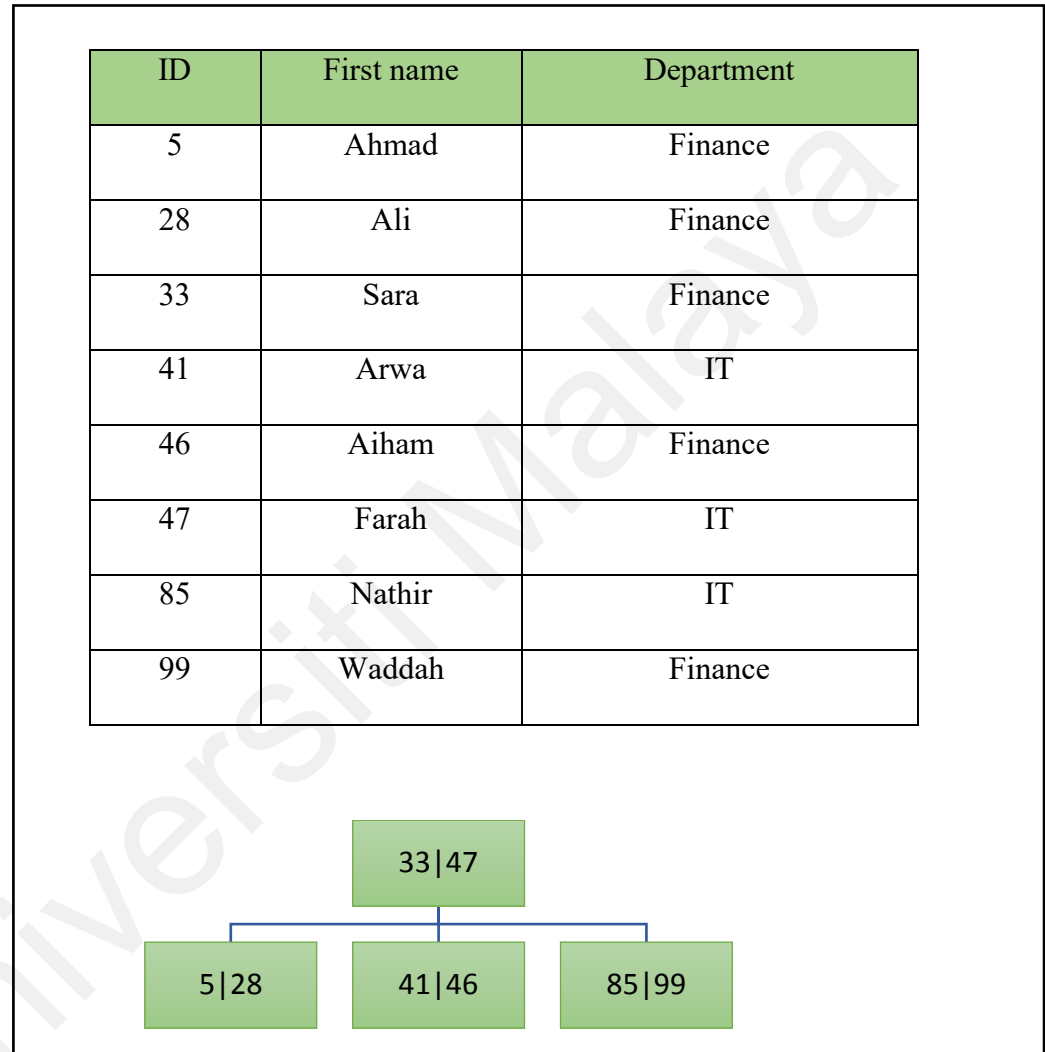 ID First name Department
5 Ahmad Finance
28 Ali Finance
33 Sara Finance
41 Arwa IT
46 Aiham Finance
47 Farah IT
85 Nathir IT
99 Waddah Finance
33|47
5|28 41|46 85|99
niversiti Malaya